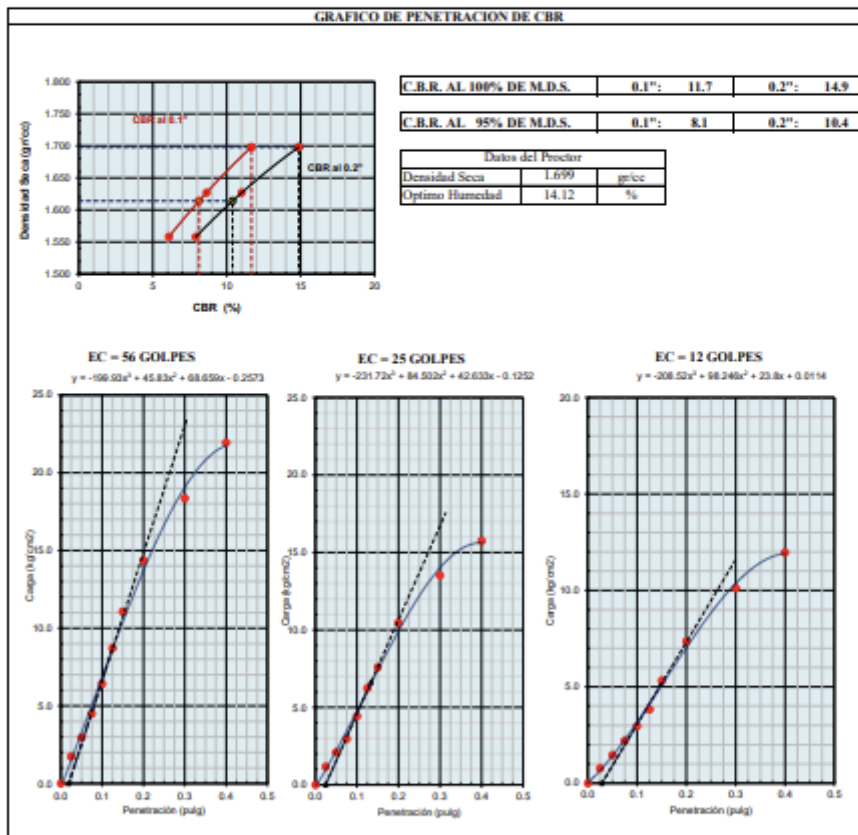 GRAFICO DE PENETRACION DE CBR
C.B.R. AL 100% DE M.D.S. 0.1": 11.7 0.2": 14.9
C.B.R. AL 95% DE M.D.S. 0.1": 8.1 0.2": 10.4
Datos del Proctor
Densidad Seca 1.699 gr/cc
Optimo Humedad 14.12 %
Densidad Seca (gr/cc)
1.800
1.750
1.700
1.650
1.600
1.550
1.500
CBR al 0.1"
CBR al 0.2"
0 5 10 15 20
CBR (%)
EC = 56 GOLPES
y = -199.93x³ + 45.83x² + 68.659x - 0.2573
Carga (kg/cm2)
25.0
20.0
15.0
10.0
5.0
0.0
0.0 0.1 0.2 0.3 0.4 0.5
Penetración (pulg)
EC = 25 GOLPES
y = -231.72x³ + 84.502x² + 42.633x - 0.1252
Carga (kg/cm2)
25.0
20.0
15.0
10.0
5.0
0.0
0.0 0.1 0.2 0.3 0.4 0.5
Penetración (pulg)
EC = 12 GOLPES
y = -208.52x³ + 98.246x² + 23.8x + 0.0114
Carga (kg/cm2)
20.0
15.0
10.0
5.0
0.0
0.0 0.1 0.2 0.3 0.4 0.5
Penetración (pulg)